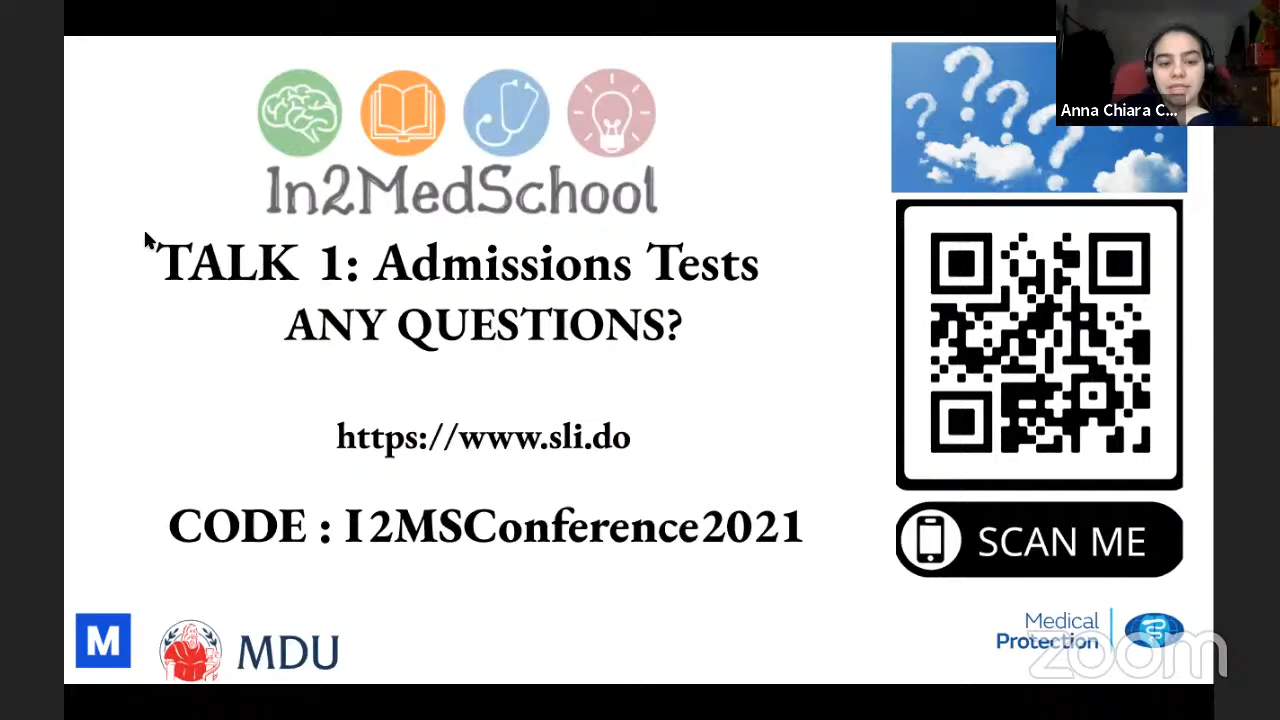 Anna Chiara C...
In2MedSchool
TALK 1: Admissions Tests
ANY QUESTIONS?
https://www.sli.do
CODE : I2MSConference2021
SCAN ME
M
MDU
Medical
Protection
zoom